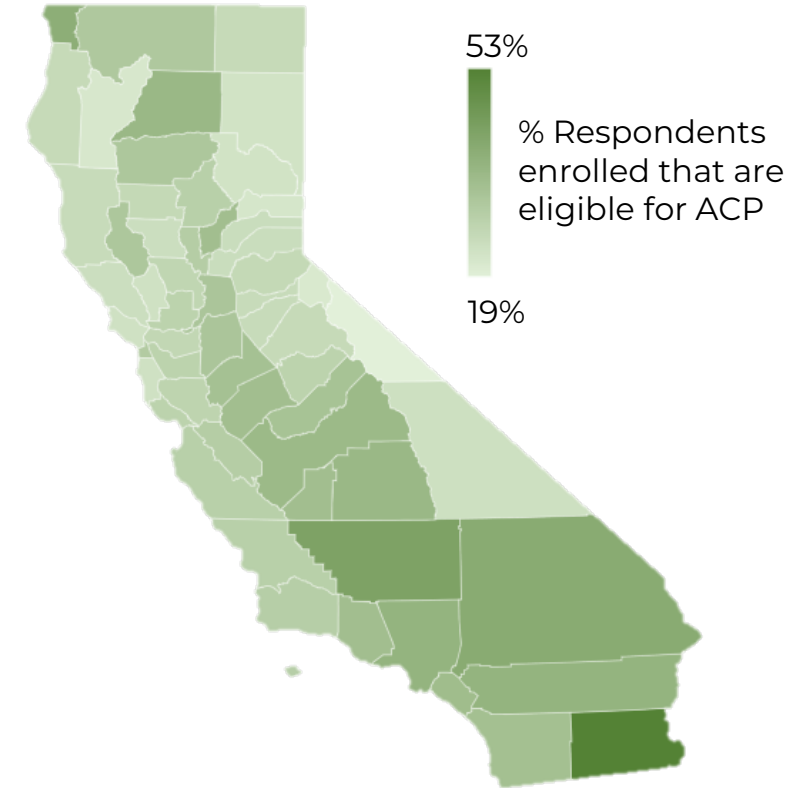 53%
% Respondents
enrolled that are
eligible for ACP
19%